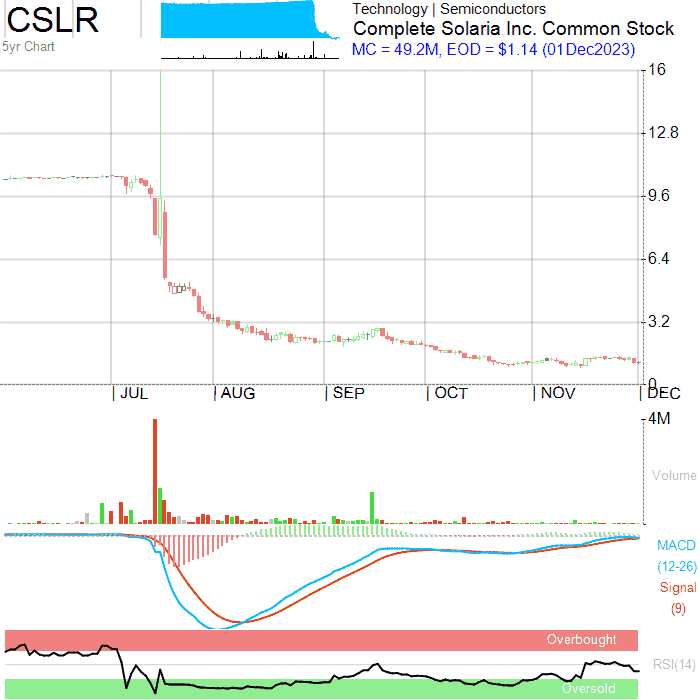 CSLR
5yr Chart
Technology | Semiconductors
Complete Solaria Inc. Common Stock
MC = 49.2M, EOD = $1.14 (01Dec2023)
16
12.8
9.6
6.4
3.2
0
JUL AUG SEP OCT NOV DEC
4M
Volume
MACD
(12-26)
Signal
(9)
Overbought
RSI(14)
Oversold